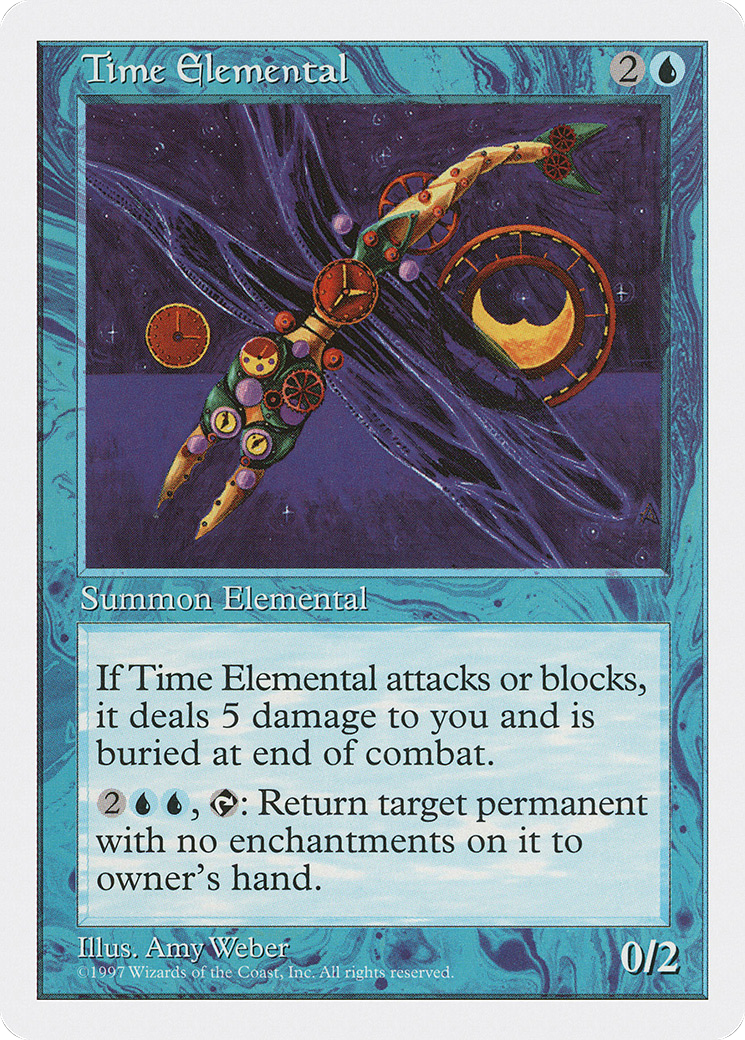 Time Elemental 2
Summon Elemental
If Time Elemental attacks or blocks,
it deals 5 damage to you and is
buried at end of combat.
2 , : Return target permanent
with no enchantments on it to
owner's hand.
Illus. Amy Weber
©1997 Wizards of the Coast, Inc. All rights reserved.
0/2